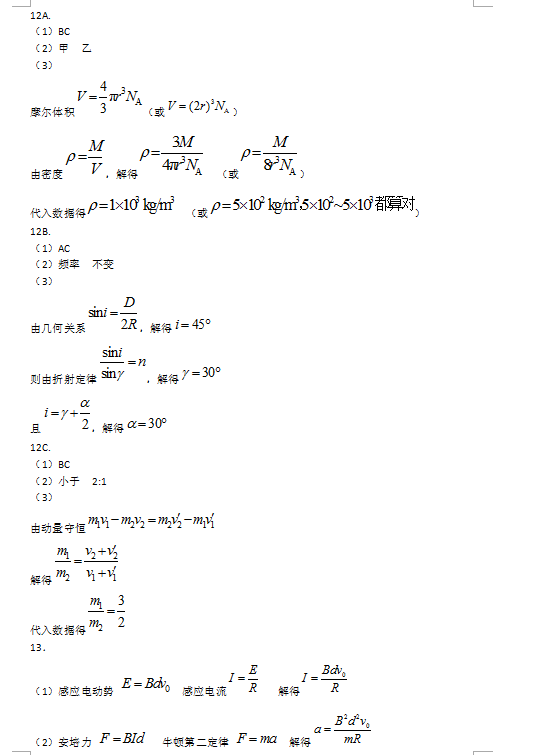 12A.
（1）BC
（2）甲　乙
（3）
摩尔体积 V = 4/3 πr³N_A（或 V = (2r)³N_A）
由密度 ρ = M/V，解得 ρ = 3M/4πr³N_A（或 ρ = M/8r³N_A）
代入数据得 ρ = 1×10³ kg/m³（或 ρ = 5×10² kg/m³,5×10²~5×10³都算对）
12B.
（1）AC
（2）频率　不变
（3）
由几何关系 sin i = D/2R，解得 i = 45°
则由折射定律 sin i/sin γ = n，解得 γ = 30°
且 i = γ + α/2，解得 α = 30°
12C.
（1）BC
（2）小于　2:1
（3）
由动量守恒 m₁v₁ − m₂v₂ = m₂v₂′ − m₁v₁′
解得 m₁/m₂ = (v₂ + v₂′)/(v₁ + v₁′)
代入数据得 m₁/m₂ = 3/2
13.
（1）感应电动势 E = Bdv₀　感应电流 I = E/R　解得 I = Bdv₀/R
（2）安培力 F = BId　牛顿第二定律 F = ma　解得 a = B²d²v₀/mR